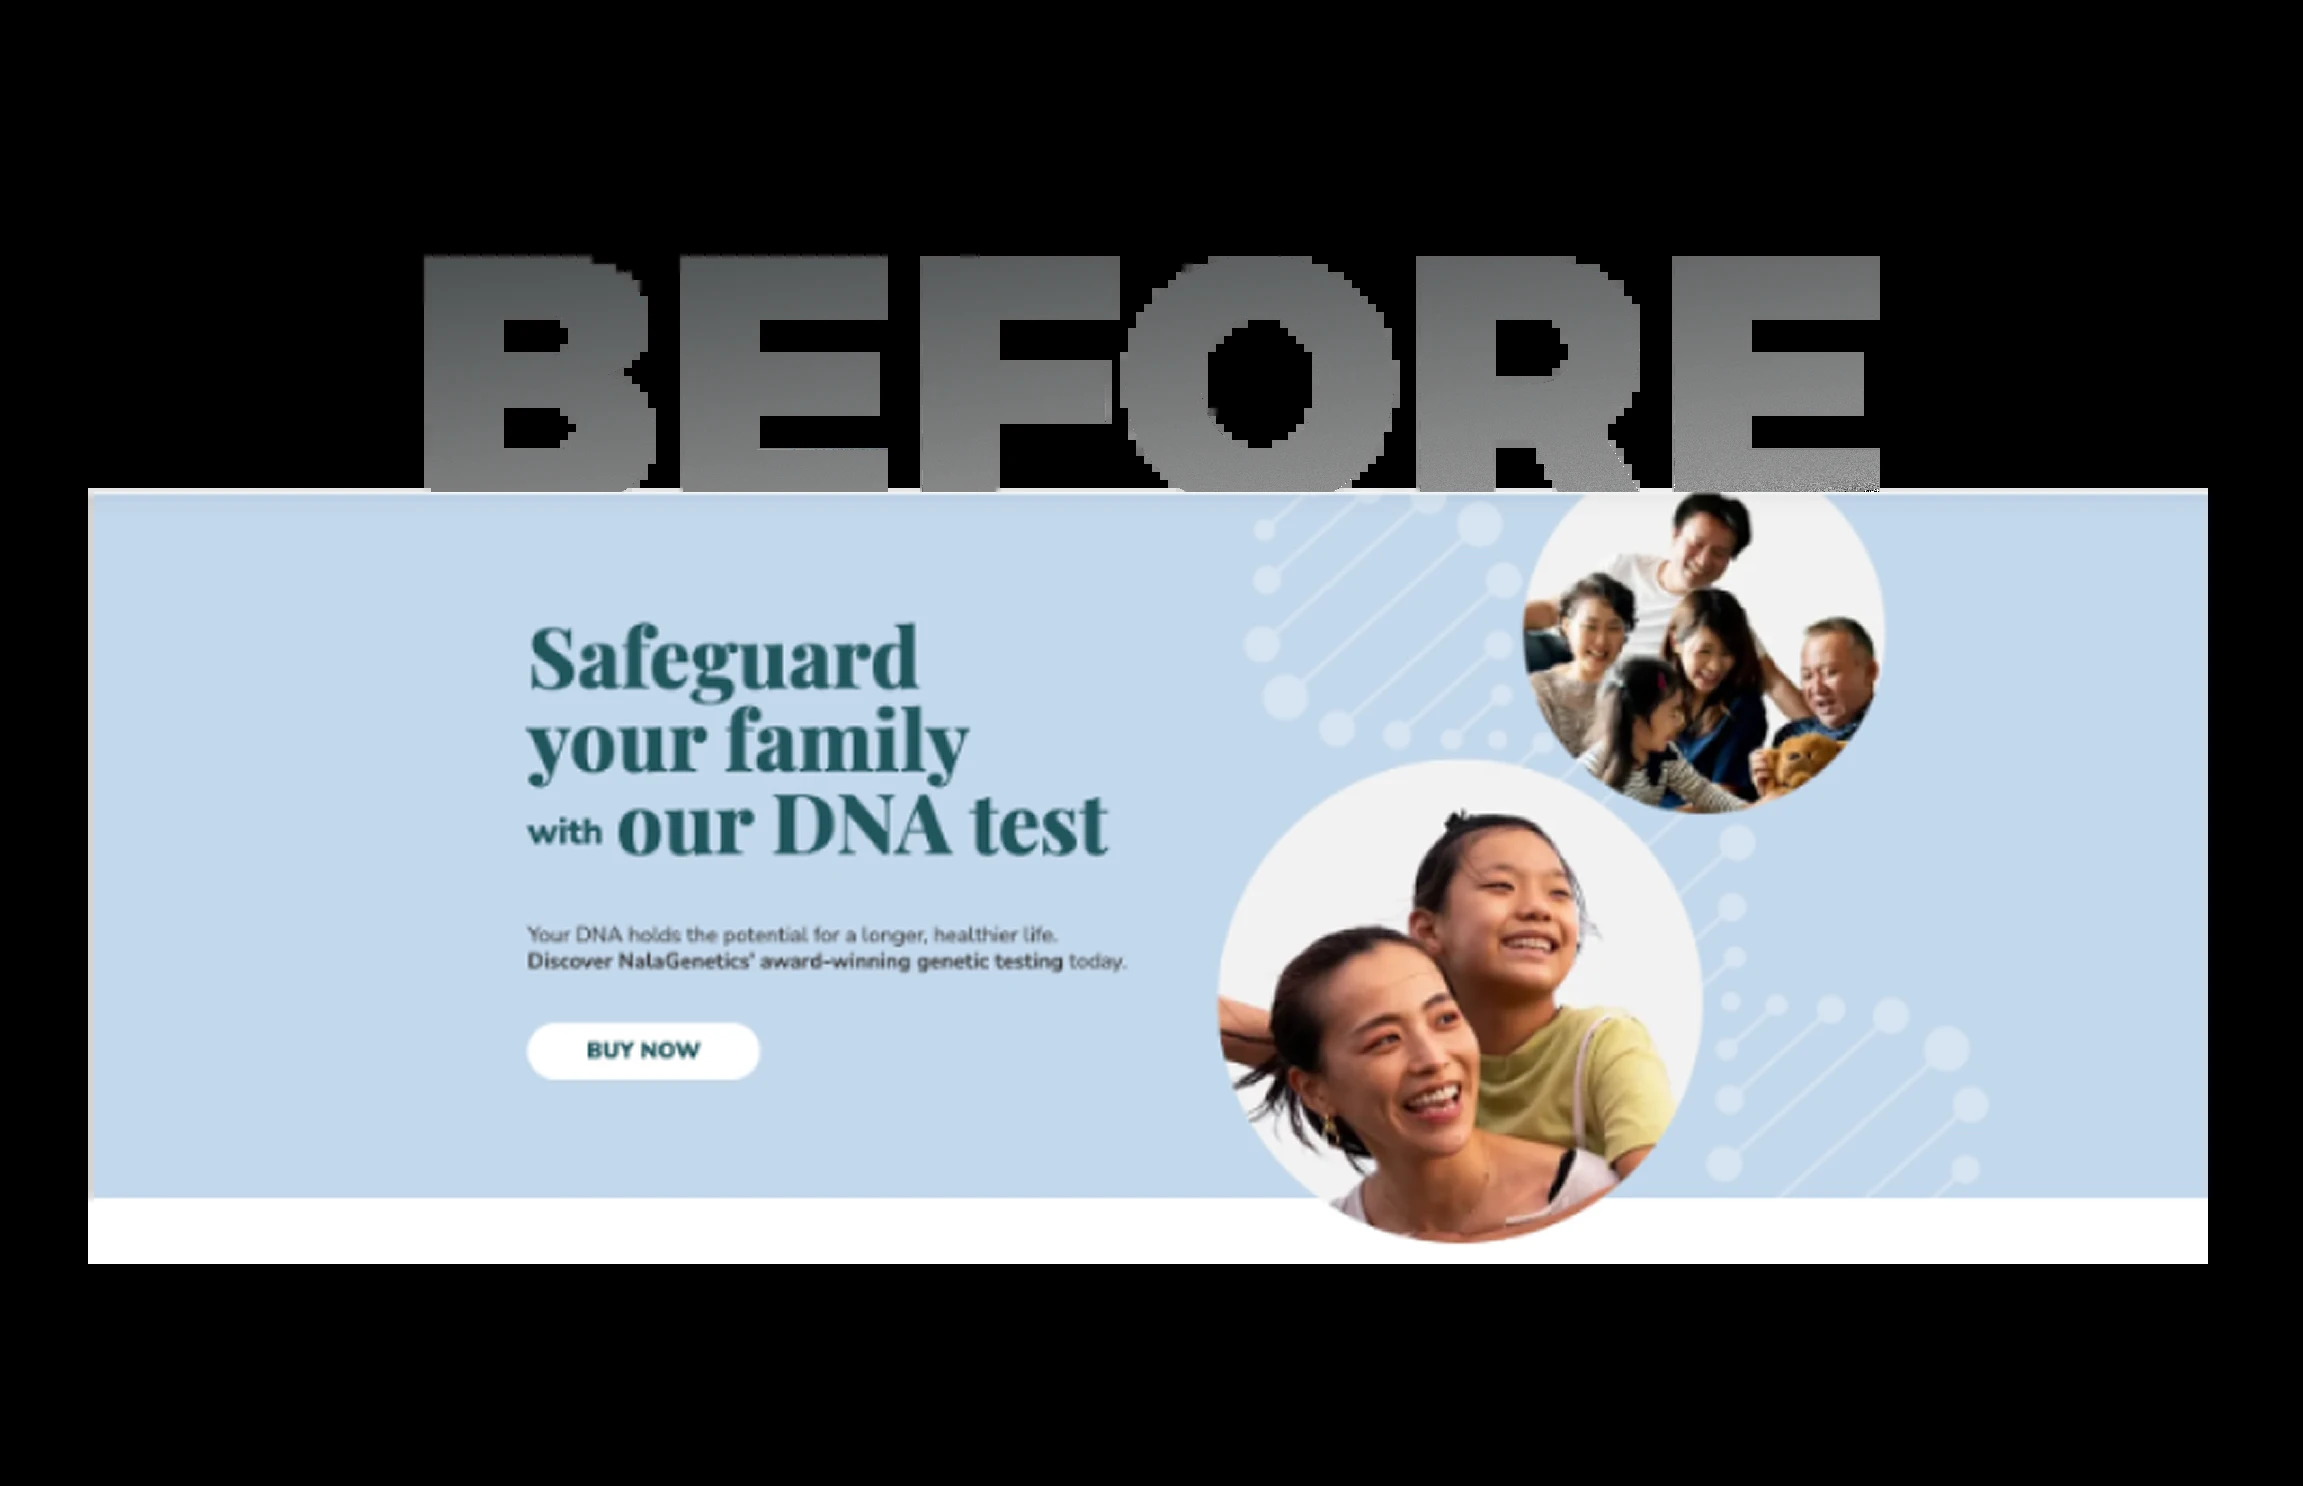 BEFORE
Safeguard
your family
with our DNA test
Your DNA holds the potential for a longer, healthier life.
Discover NalaGenetics' award-winning genetic testing today.
BUY NOW